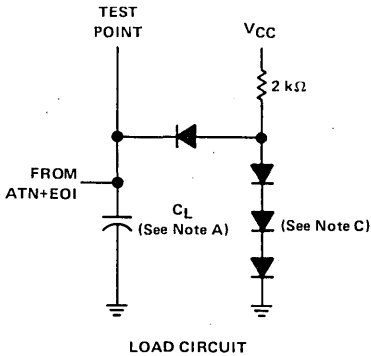 TEST
POINT
VCC
2 kΩ
FROM
ATN+EOI
CL
(See Note A)
(See Note C)
LOAD CIRCUIT